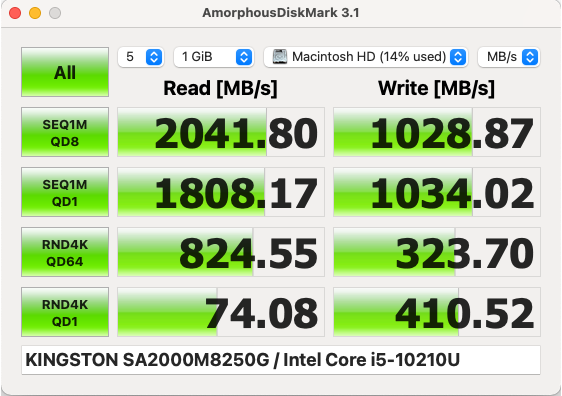 AmorphousDiskMark 3.1
All
5
1 GiB
Macintosh HD (14% used)
MB/s
Read [MB/s]
Write [MB/s]
SEQ1M
QD8
2041.80
1028.87
SEQ1M
QD1
1808.17
1034.02
RND4K
QD64
824.55
323.70
RND4K
QD1
74.08
410.52
KINGSTON SA2000M8250G / Intel Core i5-10210U